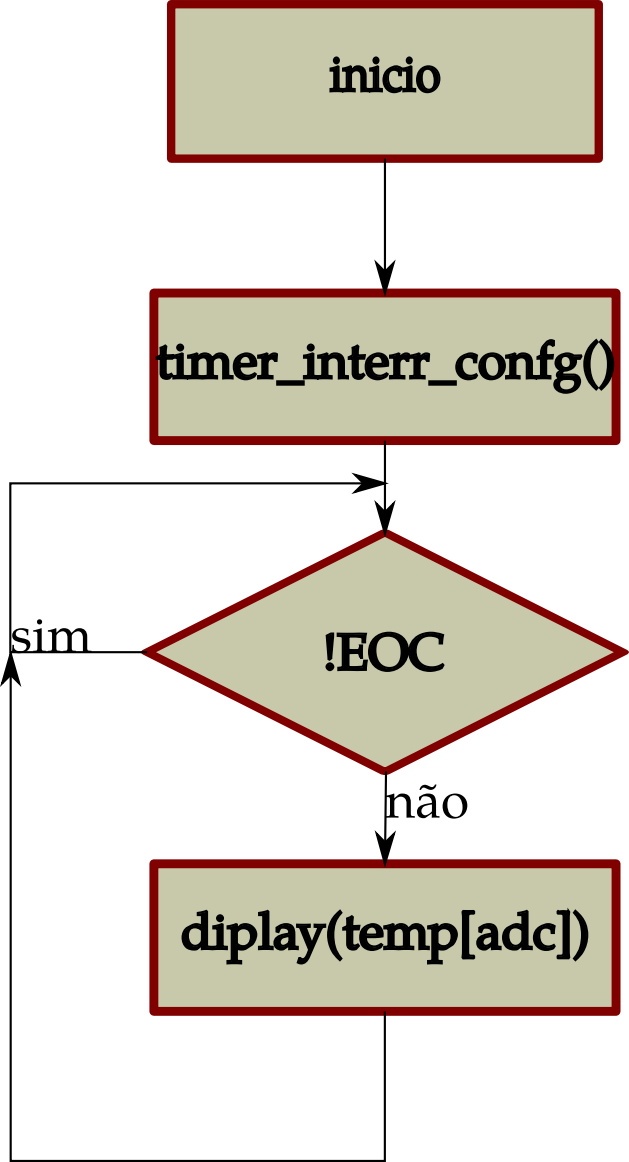 inicio
timer_interr_confg()
sim
!EOC
não
diplay(temp[adc])